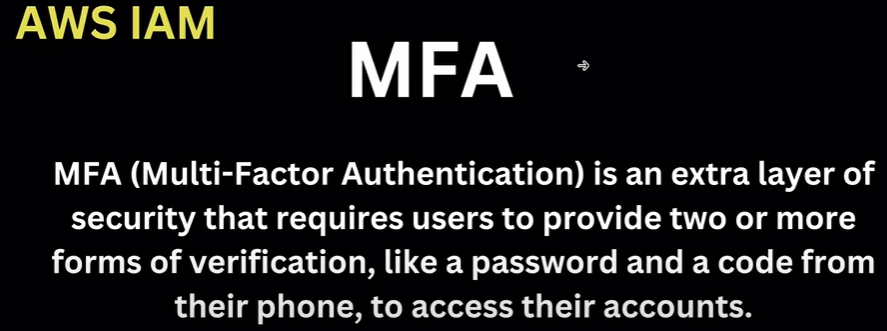 AWS IAM
MFA
MFA (Multi-Factor Authentication) is an extra layer of
security that requires users to provide two or more
forms of verification, like a password and a code from
their phone, to access their accounts.